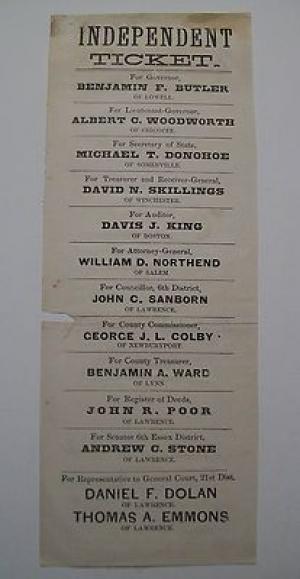 INDEPENDENT
TICKET.
For Governor,
BENJAMIN F. BUTLER
OF LOWELL.
For Lieutenant-Governor,
ALBERT C. WOODWORTH
OF CHICOPEE.
For Secretary of State,
MICHAEL T. DONOHOE
OF SOMERVILLE.
For Treasurer and Receiver-General,
DAVID N. SKILLINGS
OF WINCHESTER.
For Auditor,
DAVIS J. KING
OF BOSTON.
For Attorney-General,
WILLIAM D. NORTHEND
OF SALEM
For Councillor, 6th District,
JOHN C. SANBORN
OF LAWRENCE.
For County Commissioner,
GEORGE J. L. COLBY
OF NEWBURYPORT
For County Treasurer,
BENJAMIN A. WARD
OF LYNN
For Register of Deeds,
JOHN R. POOR
OF LAWRENCE.
For Senator 6th Essex District,
ANDREW C. STONE
OF LAWRENCE.
For Representative to General Court, 21st Dist.
DANIEL F. DOLAN
OF LAWRENCE.
THOMAS A. EMMONS
OF LAWRENCE.